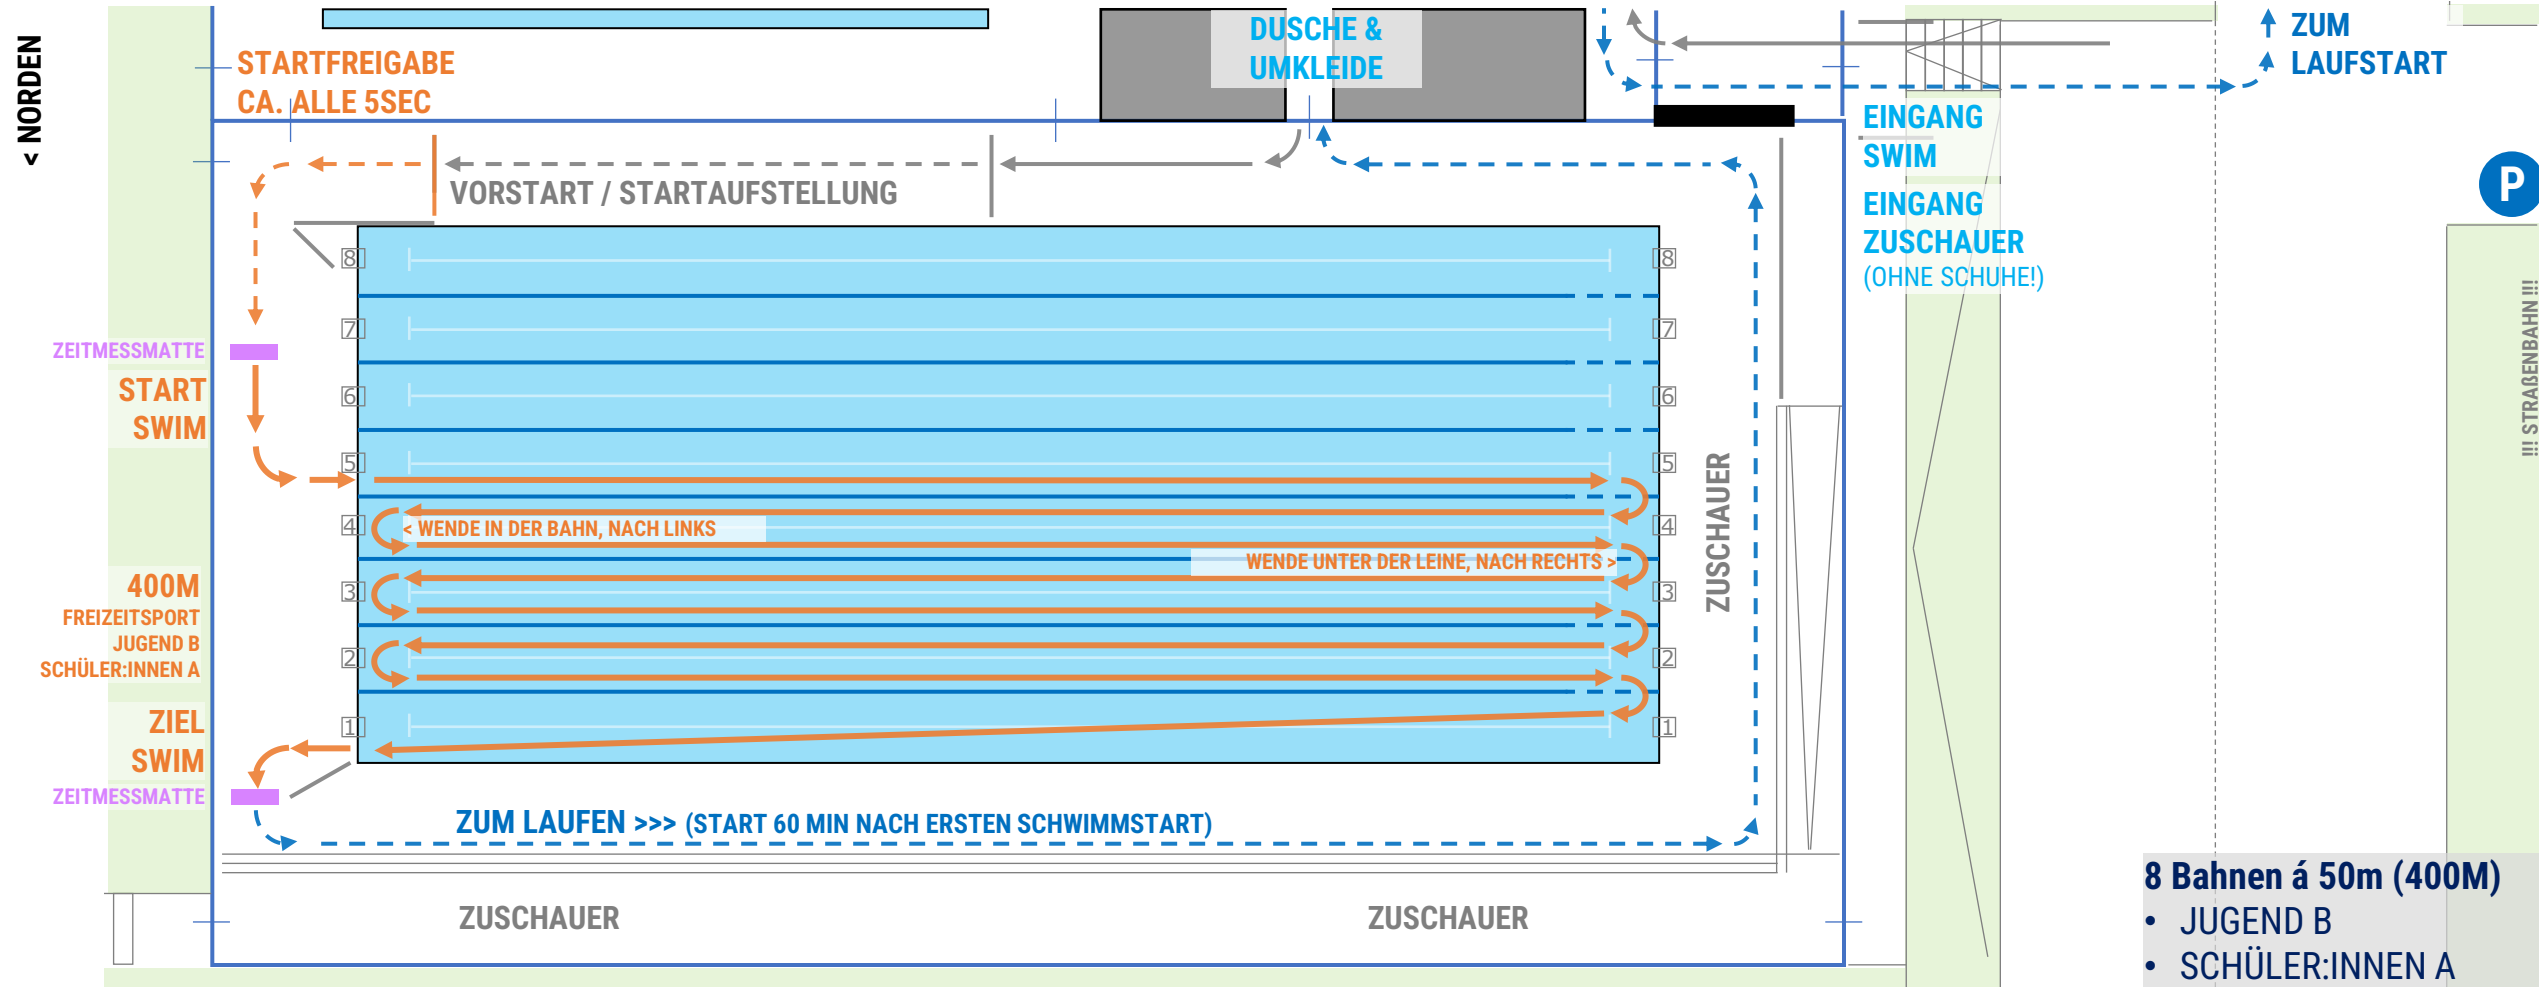 < NORDEN
STARTFREIGABE
CA. ALLE 5SEC
DUSCHE &
UMKLEIDE
ZUM
LAUFSTART
EINGANG
SWIM
EINGANG
ZUSCHAUER
(OHNE SCHUHE!)
P
!!! STRAßENBAHN !!!
VORSTART / STARTAUFSTELLUNG
8
8
7
7
6
6
5
5
4
4
3
3
2
2
1
1
ZEITMESSMATTE
START
SWIM
< WENDE IN DER BAHN, NACH LINKS
WENDE UNTER DER LEINE, NACH RECHTS >
ZUSCHAUER
400M
FREIZEITSPORT
JUGEND B
SCHÜLER:INNEN A
ZIEL
SWIM
ZEITMESSMATTE
ZUM LAUFEN >>> (START 60 MIN NACH ERSTEN SCHWIMMSTART)
ZUSCHAUER
ZUSCHAUER
8 Bahnen á 50m (400M)
• JUGEND B
• SCHÜLER:INNEN A